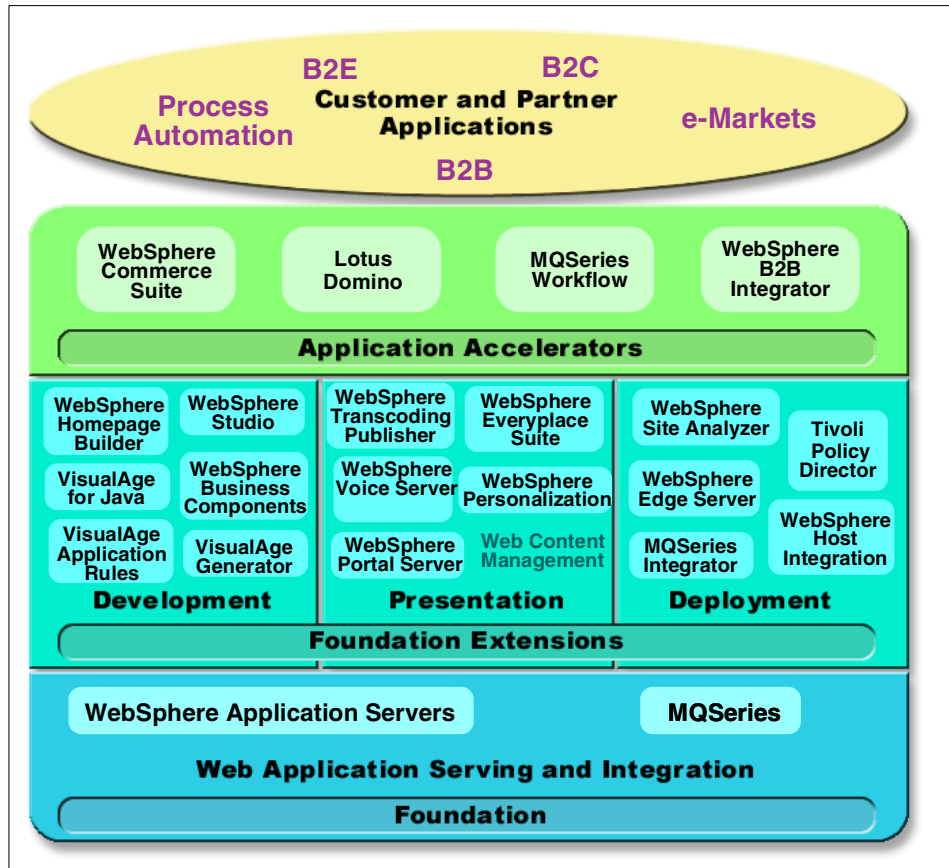 B2E
B2C
Customer and Partner
Applications
Process
Automation
e-Markets
B2B
WebSphere
Commerce
Suite
Lotus
Domino
MQSeries
Workflow
WebSphere
B2B
Integrator
Application Accelerators
WebSphere
Homepage
Builder
WebSphere
Studio
VisualAge
for Java
WebSphere
Business
Components
VisualAge
Application
Rules
VisualAge
Generator
Development
WebSphere
Transcoding
Publisher
WebSphere
Everyplace
Suite
WebSphere
Voice Server
WebSphere
Personalization
WebSphere
Portal Server
Web Content
Management
Presentation
WebSphere
Site Analyzer
Tivoli
Policy
Director
WebSphere
Edge Server
WebSphere
Host
Integration
MQSeries
Integrator
Deployment
Foundation Extensions
WebSphere Application Servers
MQSeries
Web Application Serving and Integration
Foundation